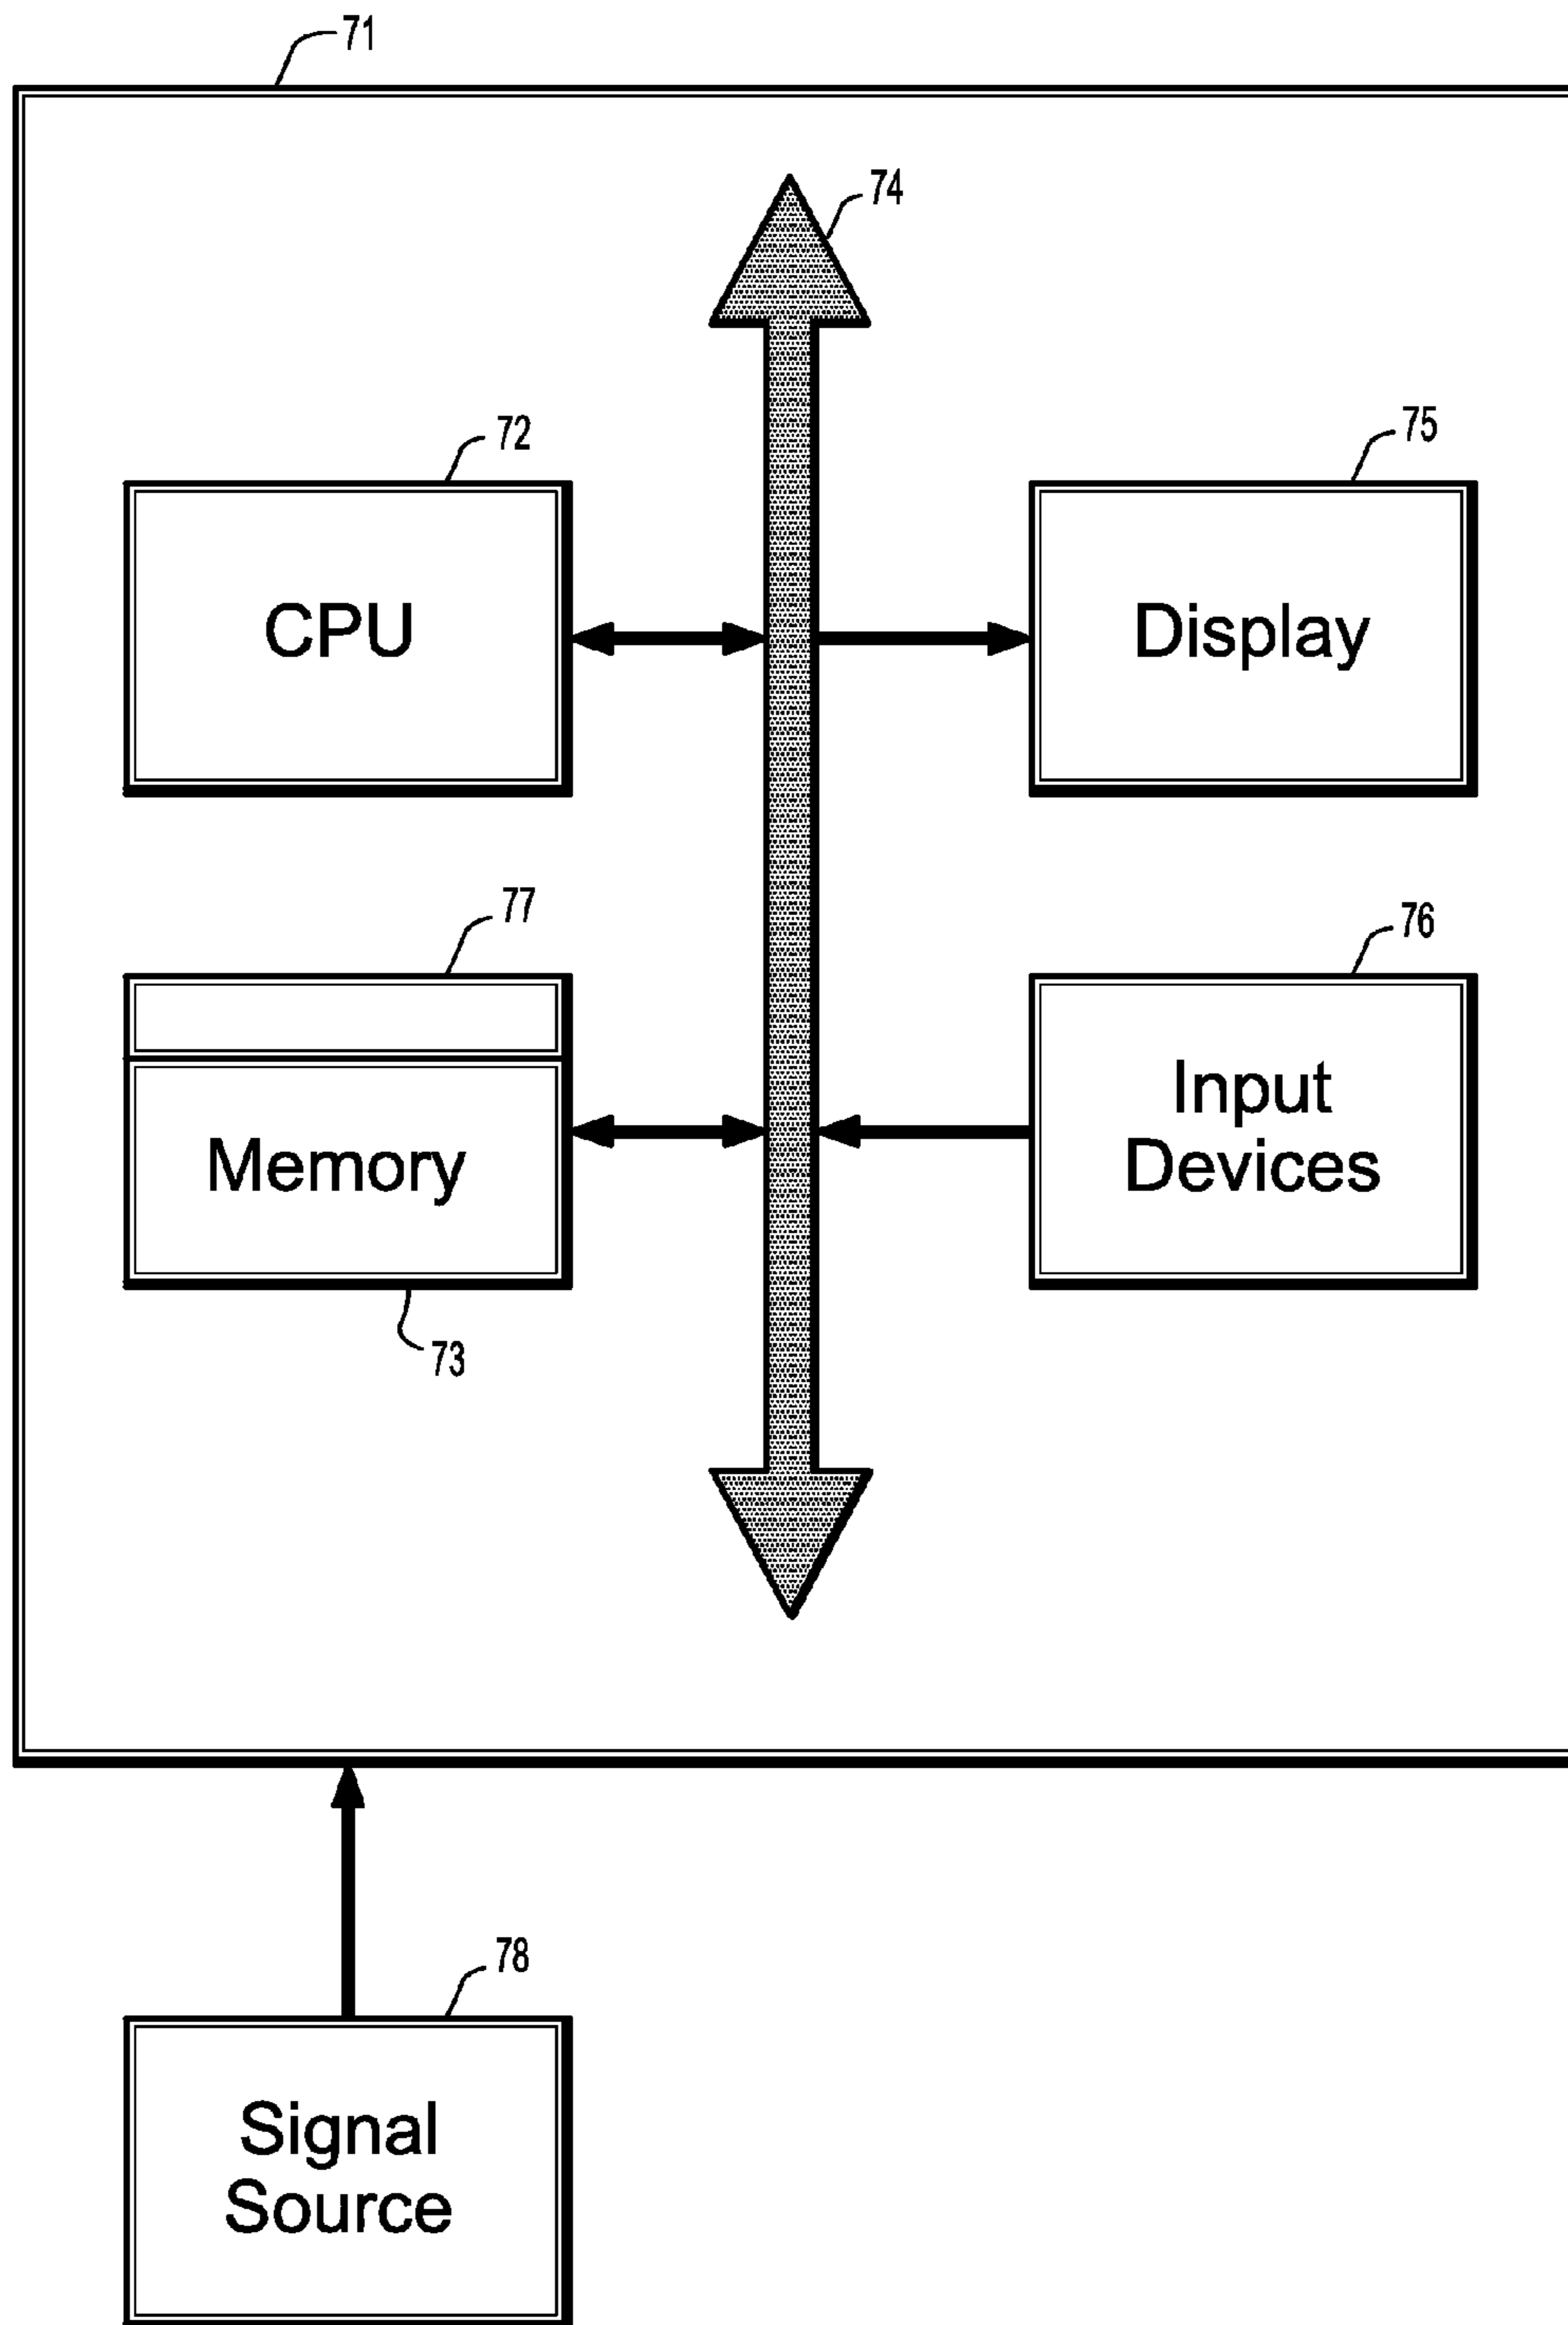 71
74
72
75
CPU
Display
77
76
Memory
Input
Devices
73
78
Signal
Source